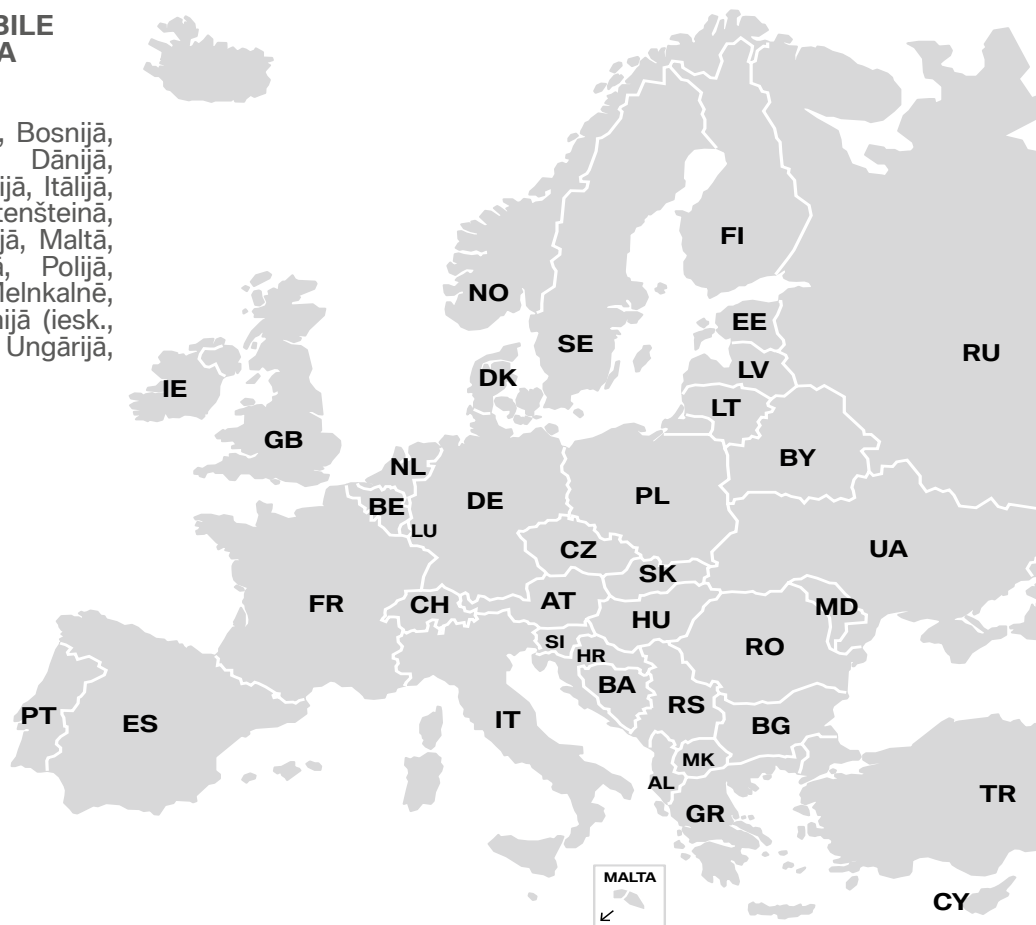 BILE
A
, Bosnijā,
Dānijā,
ijā, Itālijā,
tenšteinā,
jā, Maltā,
ā, Polijā,
Melnkalnē,
nijā (iesk.,
Ungārijā,
FI
NO
EE
SE
RU
LV
DK
IE
LT
GB
BY
NL
DE
PL
BE
LU
UA
CZ
SK
FR
CH
AT
MD
HU
SI
RO
HR
BA
RS
PT
ES
IT
BG
MK
AL
TR
GR
MALTA
CY